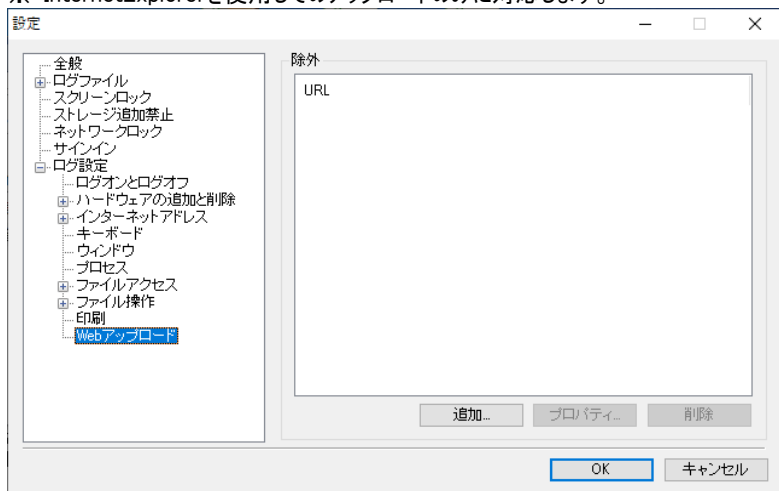 ※ InternetExplorerを使用してのアップロードのみに対応します。
設定
全般
ログファイル
スクリーンロック
ストレージ追加禁止
ネットワークロック
サインイン
ログ設定
ログオンとログオフ
ハードウェアの追加と削除
インターネットアドレス
キーボード
ウィンドウ
プロセス
ファイルアクセス
ファイル操作
印刷
Webアップロード
除外
URL
追加...
プロパティ...
削除
OK
キャンセル